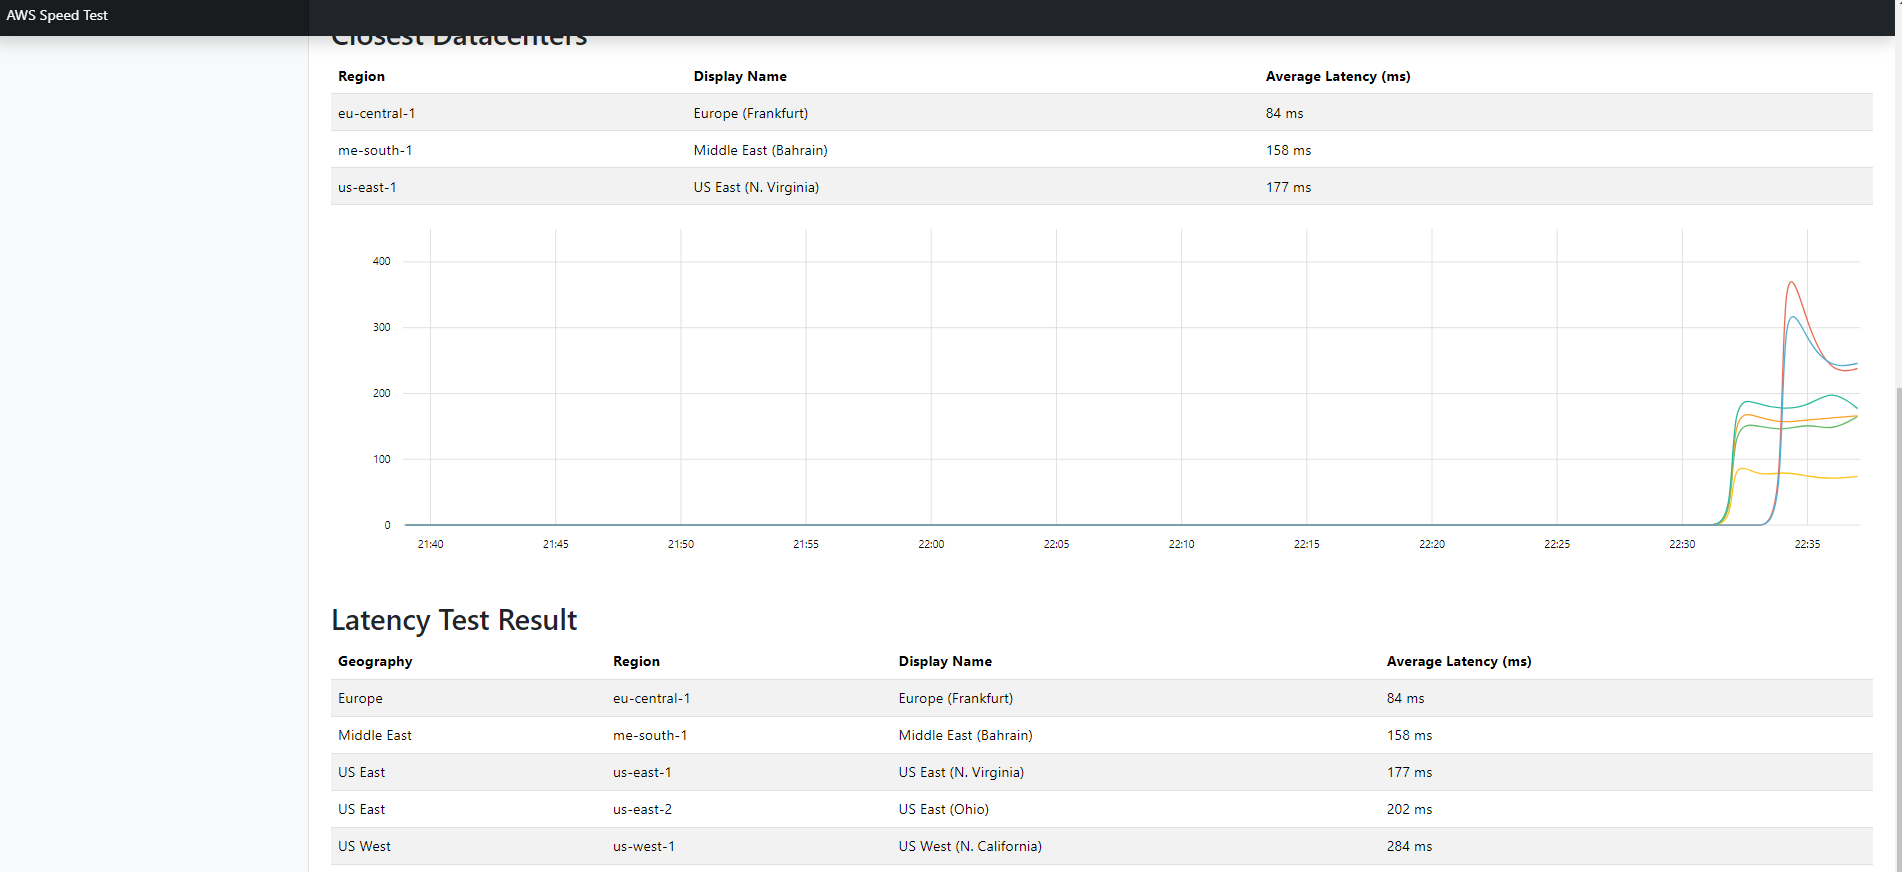 AWS Speed Test
Closest Datacenters
Region Display Name Average Latency (ms)
eu-central-1 Europe (Frankfurt) 84 ms
me-south-1 Middle East (Bahrain) 158 ms
us-east-1 US East (N. Virginia) 177 ms
400
300
200
100
0
21:40 21:45 21:50 21:55 22:00 22:05 22:10 22:15 22:20 22:25 22:30 22:35
Latency Test Result
Geography Region Display Name Average Latency (ms)
Europe eu-central-1 Europe (Frankfurt) 84 ms
Middle East me-south-1 Middle East (Bahrain) 158 ms
US East us-east-1 US East (N. Virginia) 177 ms
US East us-east-2 US East (Ohio) 202 ms
US West us-west-1 US West (N. California) 284 ms